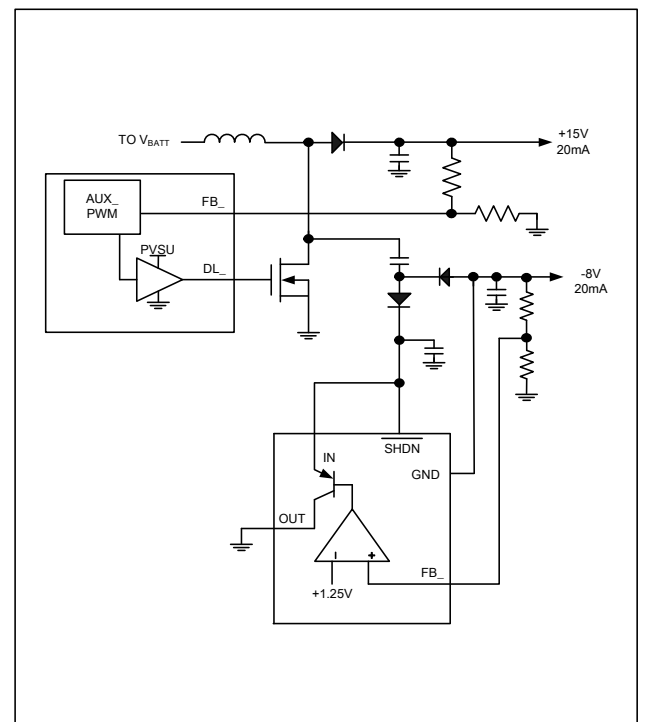 TO VBATT
+15V
20mA
AUX_
PWM
FB_
PVSU
DL_
-8V
20mA
SHDN
IN
GND
OUT
FB_
+1.25V